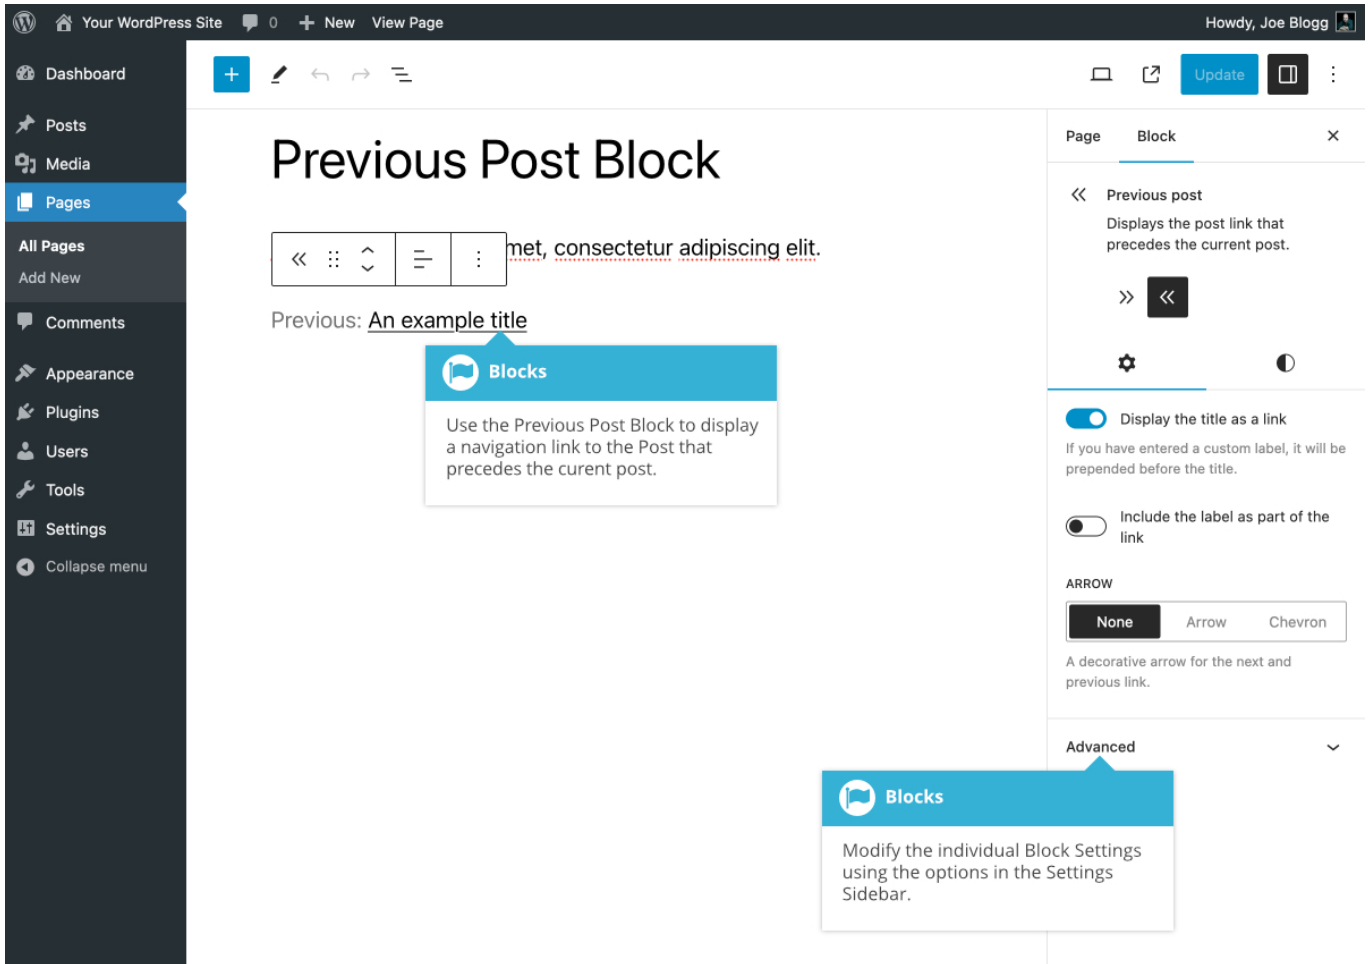 Your WordPress Site 0 New View Page Howdy, Joe Blogg
Dashboard
Posts
Media
Pages
All Pages
Add New
Comments
Appearance
Plugins
Users
Tools
Settings
Collapse menu
Update
Previous Post Block
met, consectetur adipiscing elit.
Previous: An example title
Blocks
Use the Previous Post Block to display
a navigation link to the Post that
precedes the curent post.
Page Block
Previous post
Displays the post link that
precedes the current post.
Display the title as a link
If you have entered a custom label, it will be
prepended before the title.
Include the label as part of the
link
ARROW
None Arrow Chevron
A decorative arrow for the next and
previous link.
Advanced
Blocks
Modify the individual Block Settings
using the options in the Settings
Sidebar.